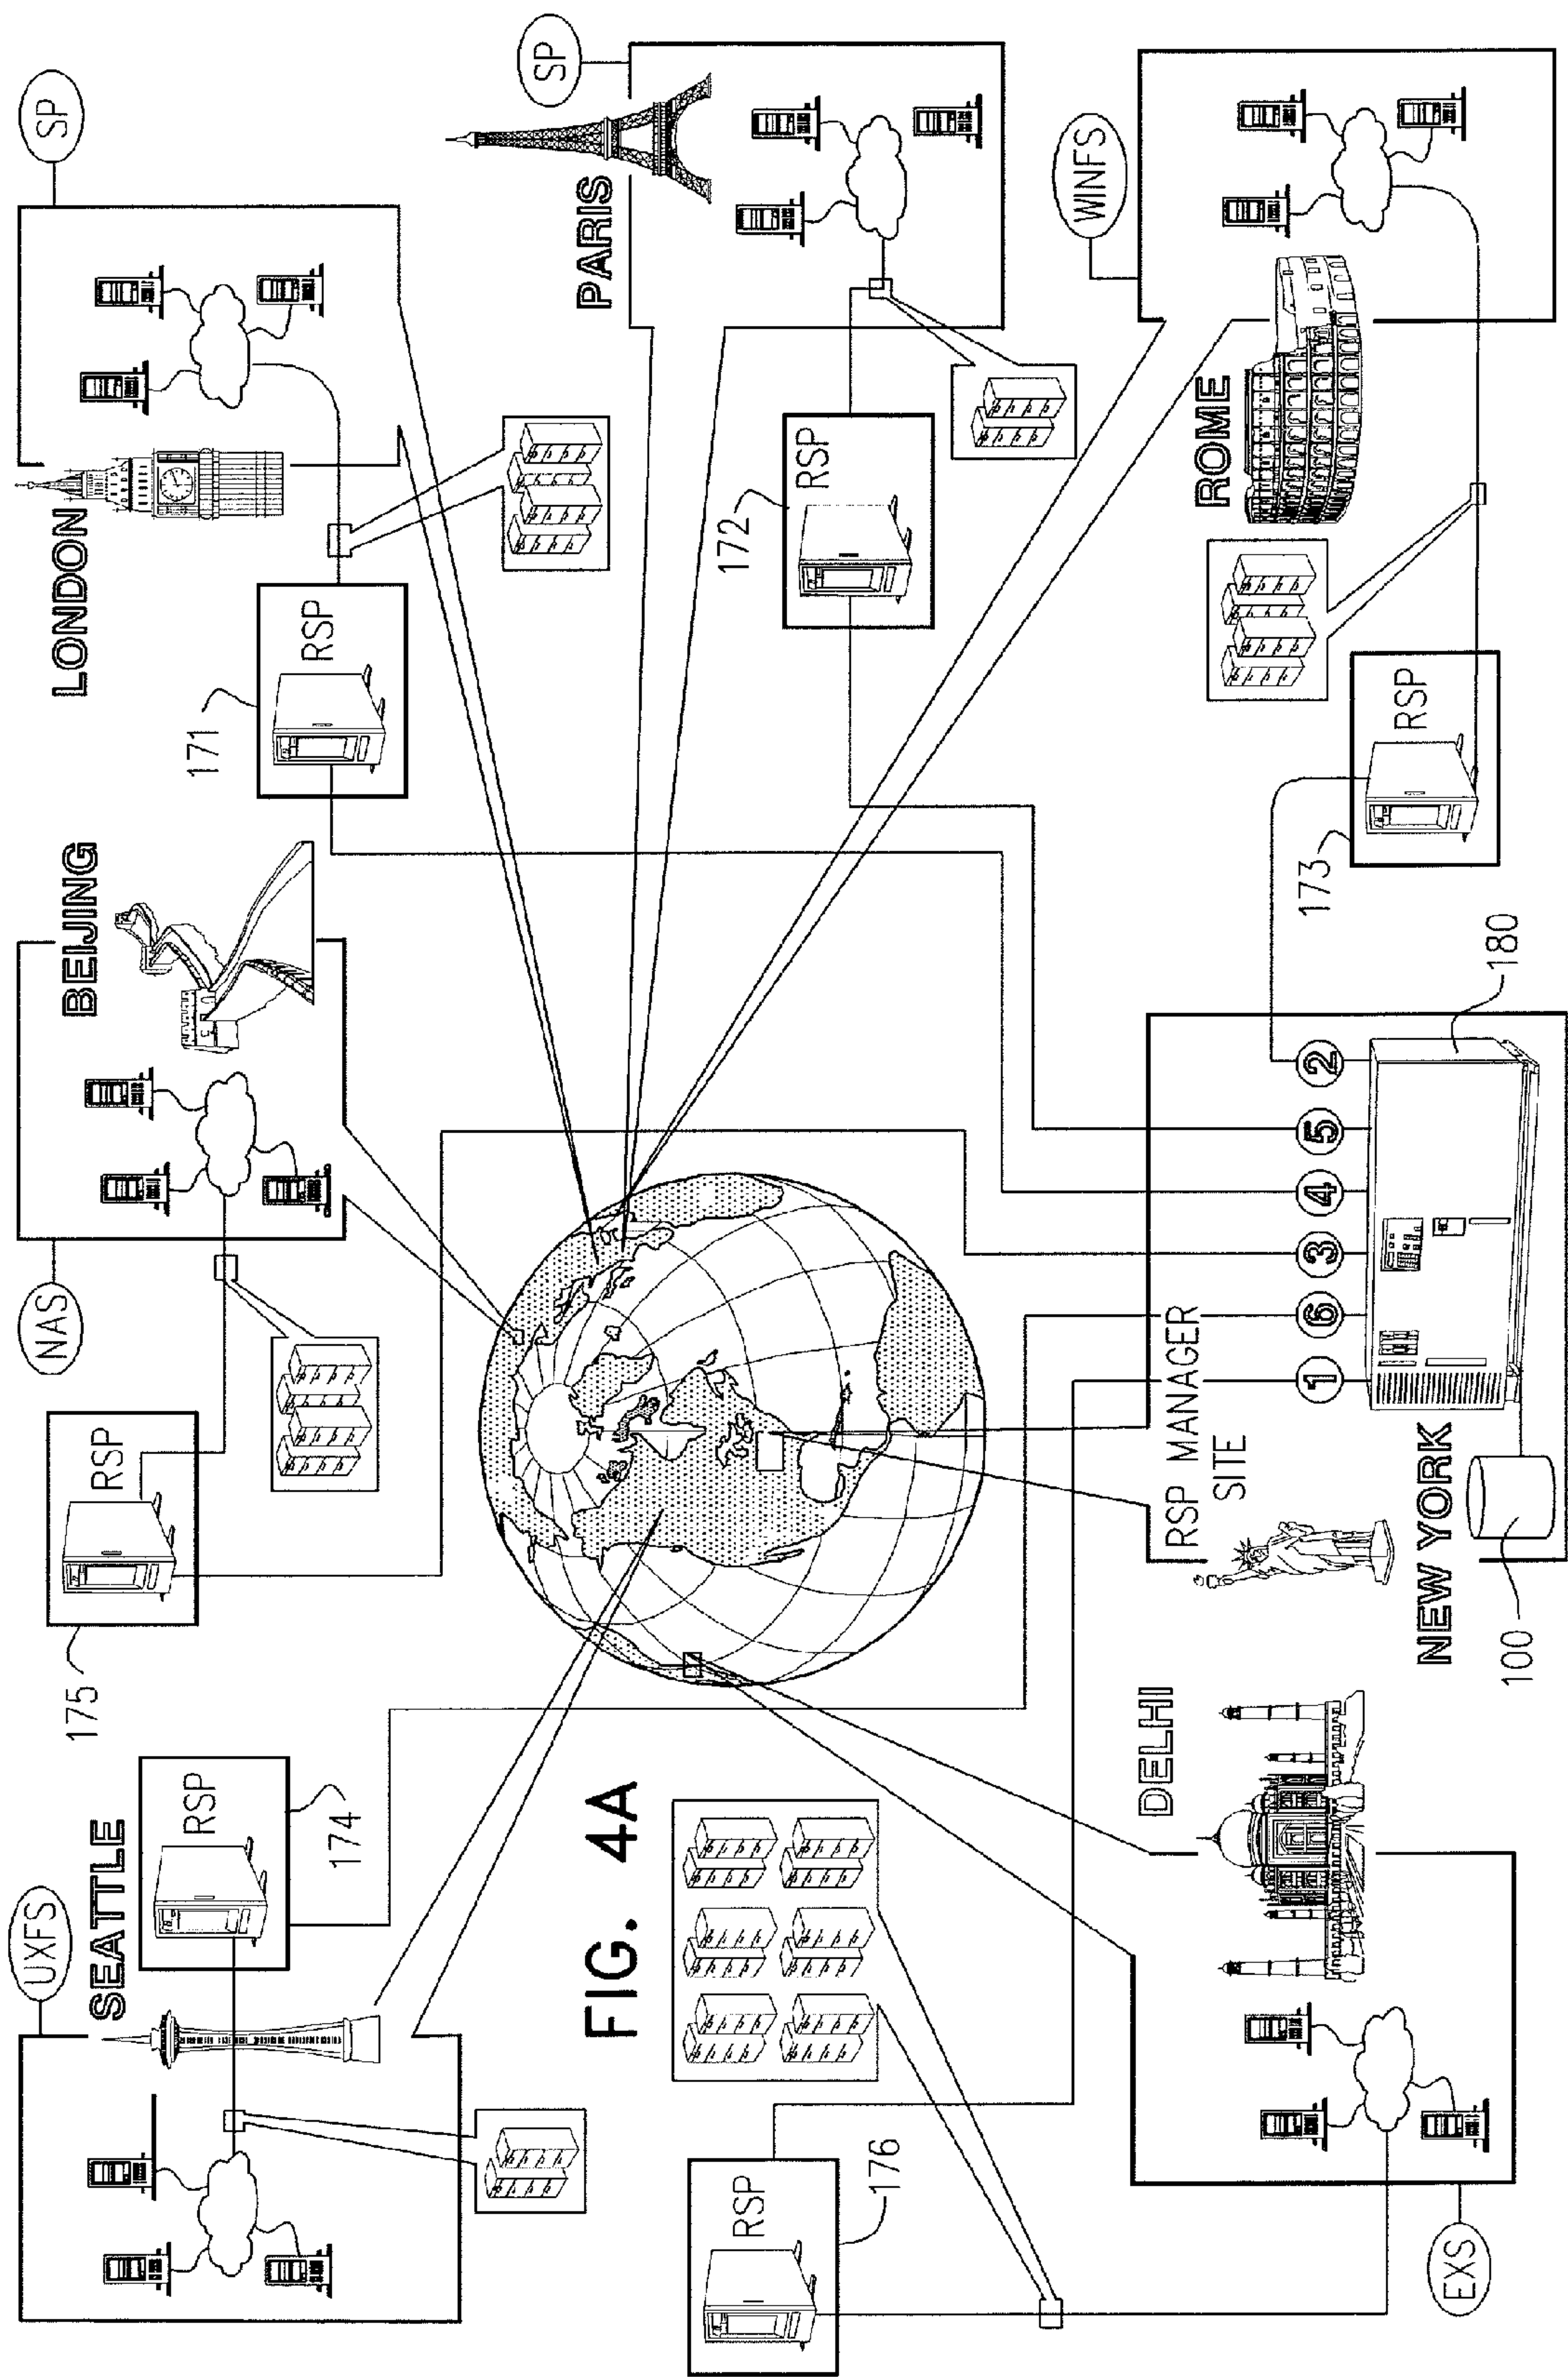 UXFS
SEATTLE
RSP
174
175
RSP
NAS
BEIJING
171
RSP
LONDON
SP
FIG. 4A
PARIS
SP
172
RSP
176
RSP
EXS
DELHI
RSP MANAGER
SITE
NEW YORK
100
1
6
3
4
5
2
180
173
RSP
ROME
WINFS